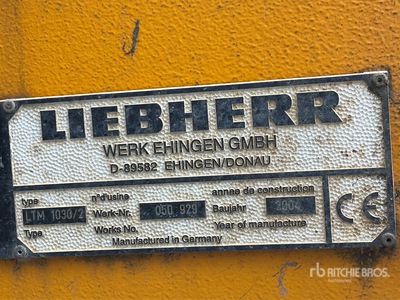 LIEBHERR
WERK EHINGEN GMBH
D-89582 EHINGEN/DONAU
type n°d'usine annee de construction
LTM 1030/2 Werk-Nr. 050 929 Baujahr 2004
Type Works No. Year of manufacture
Manufactured in Germany
CE
rb RITCHIE BROS.